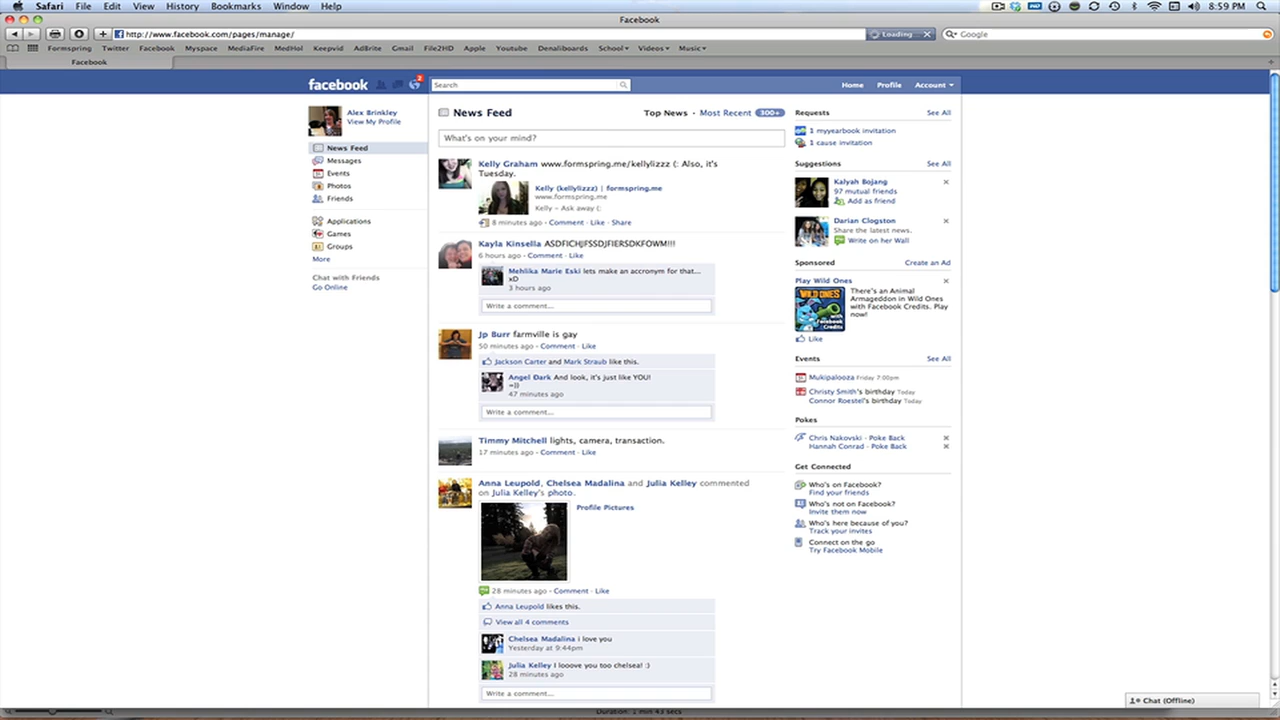 Safari File Edit View History Bookmarks Window Help 8:59 PM
Facebook
http://www.facebook.com/pages/manage/ Loading Google
Formspring Twitter Facebook Myspace MediaFire MedHol Keepvid AdBrite Gmail File2HD Apple Youtube Denaliboards School Videos Music
Facebook
facebook 2 Search Home Profile Account
Alex Brinkley
View My Profile
News Feed
Messages
Events
Photos
Friends
Applications
Games
Groups
More
Chat with Friends
Go Online
News Feed Top News · Most Recent 300+
What's on your mind?
Kelly Graham www.formspring.me/kellylizzz (: Also, it's
Tuesday.
Kelly (kellylizzz) | formspring.me
www.formspring.me
Kelly - Ask away (:
8 minutes ago · Comment · Like · Share
Kayla Kinsella ASDFICHJFSSDJFIERSDKFOWM!!!
6 hours ago · Comment · Like
Mehlika Marie Eski lets make an accronym for that...
xD
3 hours ago
Write a comment...
Jp Burr farmville is gay
50 minutes ago · Comment · Like
Jackson Carter and Mark Straub like this.
Angel Dark And look, it's just like YOU!
=))
47 minutes ago
Write a comment...
Timmy Mitchell lights, camera, transaction.
17 minutes ago · Comment · Like
Anna Leupold, Chelsea Madalina and Julia Kelley commented
on Julia Kelley's photo.
Profile Pictures
28 minutes ago · Comment · Like
Anna Leupold likes this.
View all 4 comments
Chelsea Madalina i love you
Yesterday at 9:44pm
Julia Kelley I looove you too chelsea! :)
28 minutes ago
Write a comment...
Requests See All
1 myyearbook invitation
1 cause invitation
Suggestions See All
Kalyah Bojang
97 mutual friends
Add as friend
Darian Clogston
Share the latest news.
Write on her Wall
Sponsored Create an Ad
Play Wild Ones
WILD ONES
with Facebook Credits
There's an Animal
Armageddon in Wild Ones
with Facebook Credits. Play
now!
Like
Events See All
Mukipalooza Friday 7:00pm
Christy Smith's birthday Today
Connor Roestel's birthday Today
Pokes
Chris Nakovski - Poke Back
Hannah Conrad - Poke Back
Get Connected
Who's on Facebook?
Find your friends
Who's not on Facebook?
Invite them now
Who's here because of you?
Track your invites
Connect on the go
Try Facebook Mobile
Chat (Offline)
Duration: 1 min 43 secs